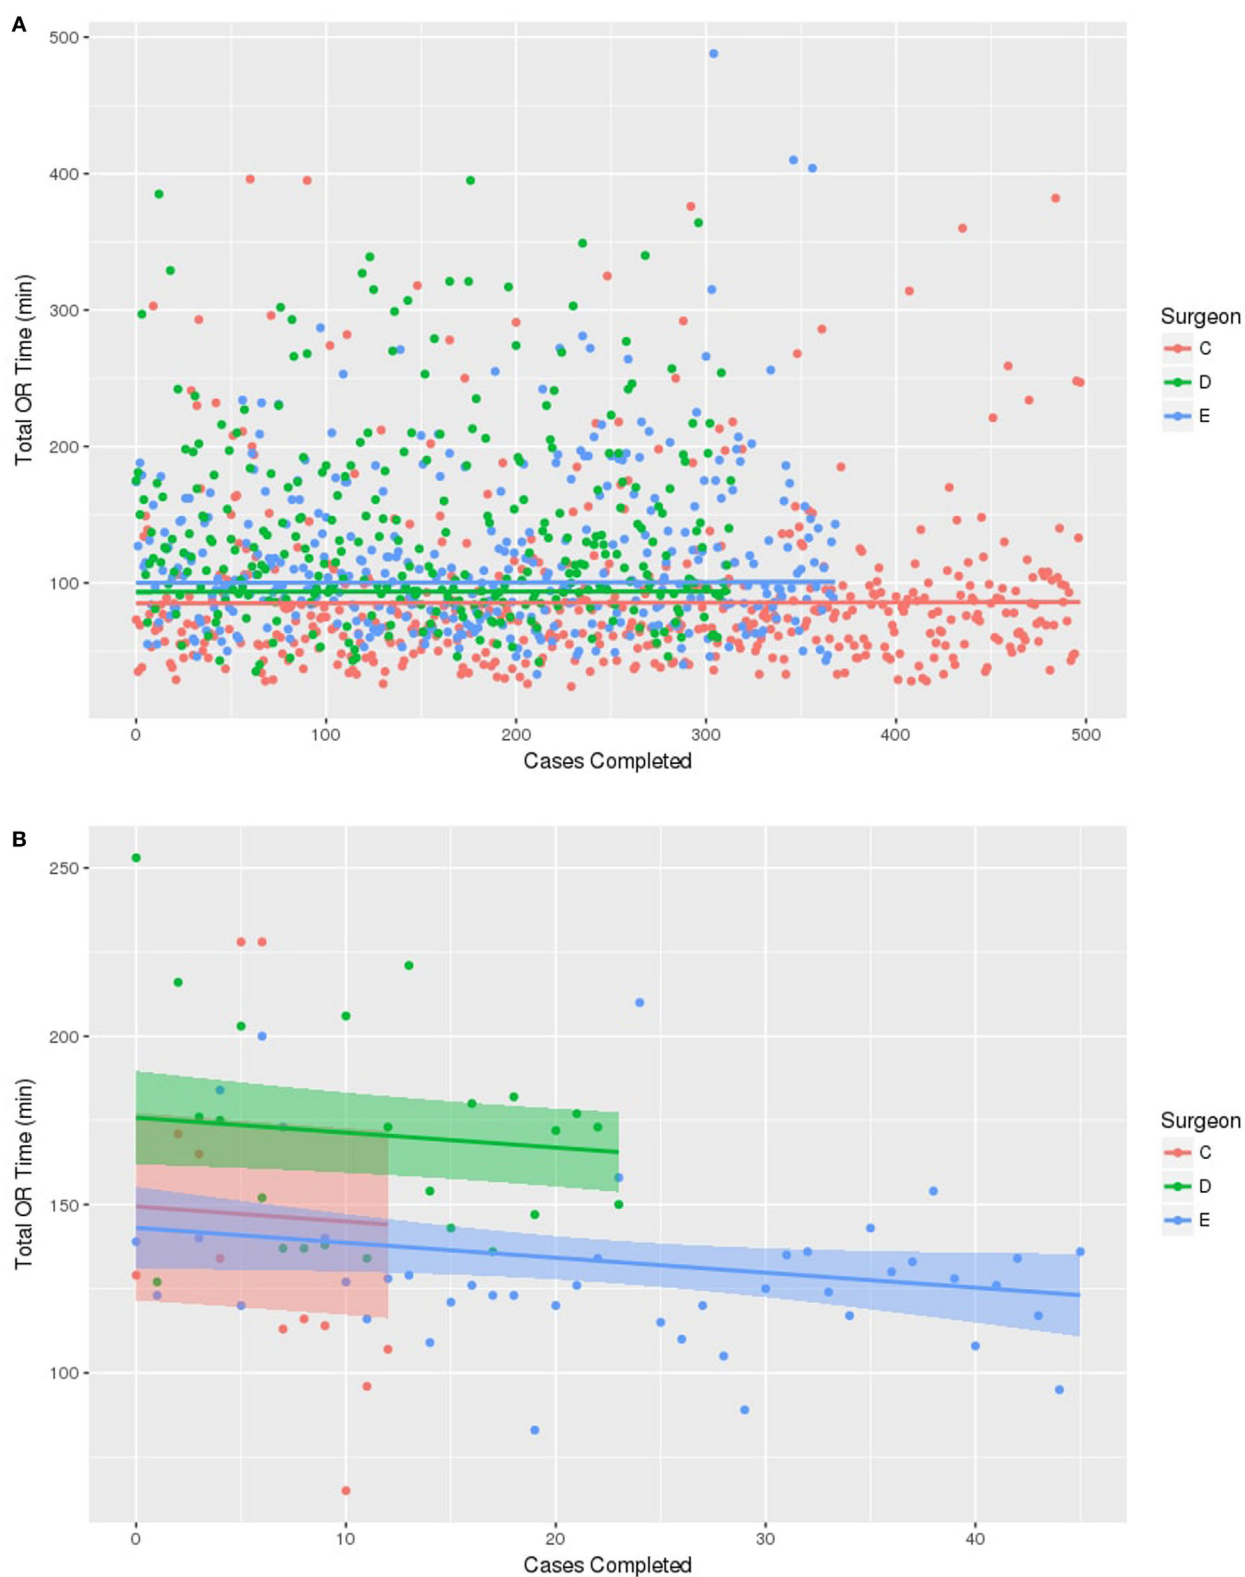 A
500
400
300
200
100
Total OR Time (min)
0 100 200 300 400 500
Cases Completed
Surgeon
C
D
E
B
250
200
150
100
Total OR Time (min)
0 10 20 30 40
Cases Completed
Surgeon
C
D
E